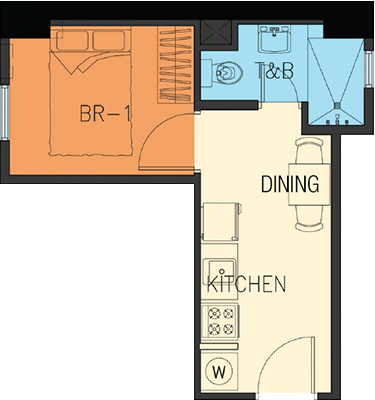 T&B
BR-1
DINING
KITCHEN
W